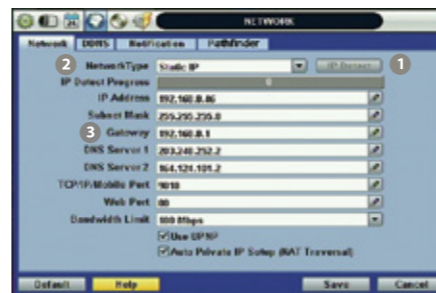 NETWORK
Network DDNS Notification Pathfinder
2 NetworkType Static IP IP Detect 1
IP Detect Progress 0
IP Address 192.168.0.86
Subnet Mask 255.255.255.0
3 Gateway 192.168.0.1
DNS Server 1 203.248.252.2
DNS Server 2 164.124.101.2
TCP/IP/Mobile Port 9010
Web Port 80
Bandwidth Limit 100 Mbps
Use UPNP
Auto Private IP Setup (NAT Traversal)
Default Help Save Cancel